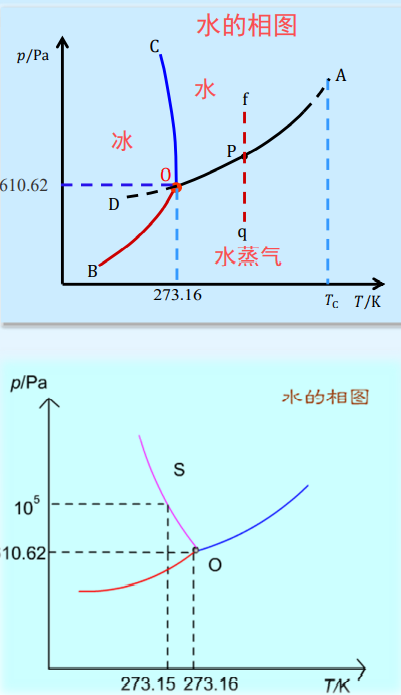 水的相图
p/Pa
C
A
水
f
冰
P
O
610.62
D
q
水蒸气
B
273.16
T_C
T/K
p/Pa
水的相图
S
10^5
10.62
O
273.15 273.16
T/K